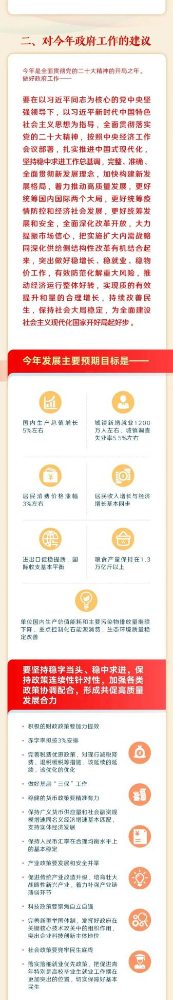 二、对今年政府工作的建议
今年是全面贯彻党的二十大精神的开局之年。
做好政府工作——
要在以习近平同志为核心的党中央坚
强领导下，以习近平新时代中国特色
社会主义思想为指导，全面贯彻落实
党的二十大精神，按照中央经济工作
会议部署，扎实推进中国式现代化，
坚持稳中求进工作总基调，完整、准确、
全面贯彻新发展理念，加快构建新发
展格局，着力推动高质量发展，更好
统筹国内国际两个大局，更好统筹疫
情防控和经济社会发展，更好统筹发
展和安全，全面深化改革开放，大力
提振市场信心，把实施扩大内需战略
同深化供给侧结构性改革有机结合起
来，突出做好稳增长、稳就业、稳物
价工作，有效防范化解重大风险，推
动经济运行整体好转，实现质的有效
提升和量的合理增长，持续改善民
生，保持社会大局稳定，为全面建设
社会主义现代化国家开好局起好步。
今年发展主要预期目标是——
国内生产总值增长
5%左右
城镇新增就业1200
万人左右，城镇调查
失业率5.5%左右
居民消费价格涨幅
3%左右
居民收入增长与经济
增长基本同步
进出口促稳提质，国
际收支基本平衡
粮食产量保持在1.3
万亿斤以上
单位国内生产总值能耗和主要污染物排放量继续
下降，重点控制化石能源消费，生态环境质量稳
定改善
要坚持稳字当头、稳中求进，保
持政策连续性针对性，加强各类
政策协调配合，形成共促高质量
发展合力
• 积极的财政政策要加力提效
• 赤字率拟按3%安排
• 完善税费优惠政策，对现行减税降
费、退税缓税等措施，该延续的延
续，该优化的优化
• 做好基层“三保”工作
• 稳健的货币政策要精准有力
• 保持广义货币供应量和社会融资规
模增速同名义经济增速基本匹配，
支持实体经济发展
• 保持人民币汇率在合理均衡水平上
的基本稳定
• 产业政策要发展和安全并举
• 促进传统产业改造升级，培育壮大
战略性新兴产业，着力补强产业链
薄弱环节
• 科技政策要聚焦自立自强
• 完善新型举国体制，发挥好政府在
关键核心技术攻关中的组织作用，
突出企业科技创新主体地位
• 社会政策要兜牢民生底线
• 落实落细就业优先政策，把促进青
年特别是高校毕业生就业工作摆在
更加突出的位置，切实保障好基本
民生